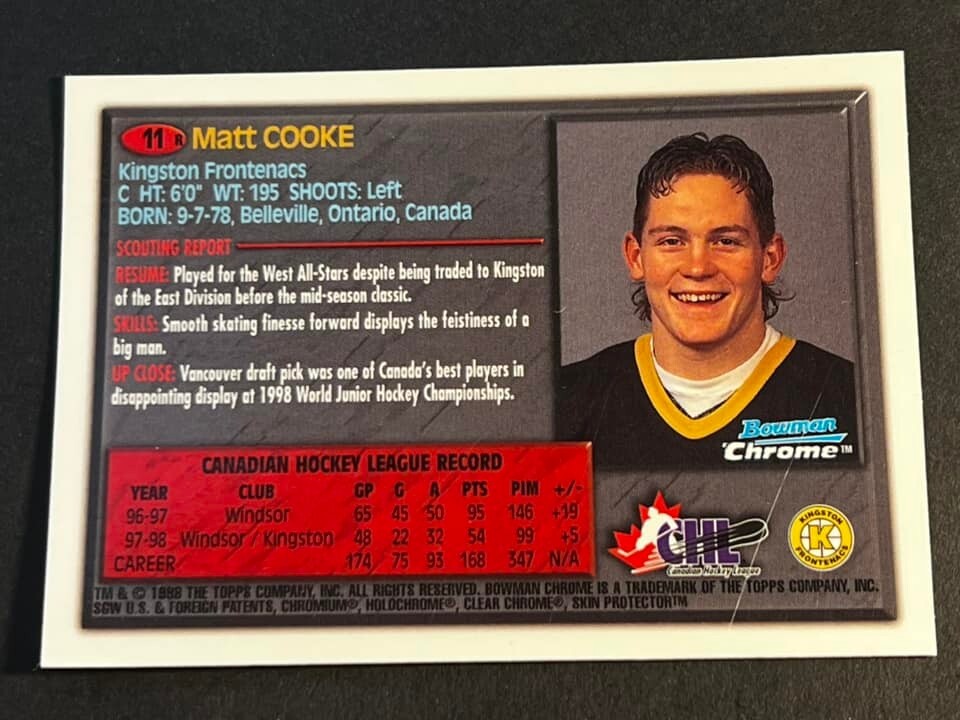 11 R Matt COOKE
Kingston Frontenacs
C HT: 6'0" WT: 195 SHOOTS: Left
BORN: 9-7-78, Belleville, Ontario, Canada
SCOUTING REPORT
RESUME: Played for the West All-Stars despite being traded to Kingston
of the East Division before the mid-season classic.
SKILLS: Smooth skating finesse forward displays the feistiness of a
big man.
UP CLOSE: Vancouver draft pick was one of Canada's best players in
disappointing display at 1998 World Junior Hockey Championships.
Bowman
Chrome™
CANADIAN HOCKEY LEAGUE RECORD
YEAR CLUB GP G A PTS PIM +/-
96-97 Windsor 65 45 50 95 146 +19
97-98 Windsor / Kingston 48 22 32 54 99 +5
CAREER 174 75 93 168 347 N/A
CHL
Canadian Hockey League
KINGSTON
K
FRONTENACS
TM & © 1998 THE TOPPS COMPANY, INC. ALL RIGHTS RESERVED. BOWMAN CHROME IS A TRADEMARK OF THE TOPPS COMPANY, INC.
SGW U.S. & FOREIGN PATENTS, CHROMIUM®, HOLOCHROME®, CLEAR CHROME®, SKIN PROTECTOR™